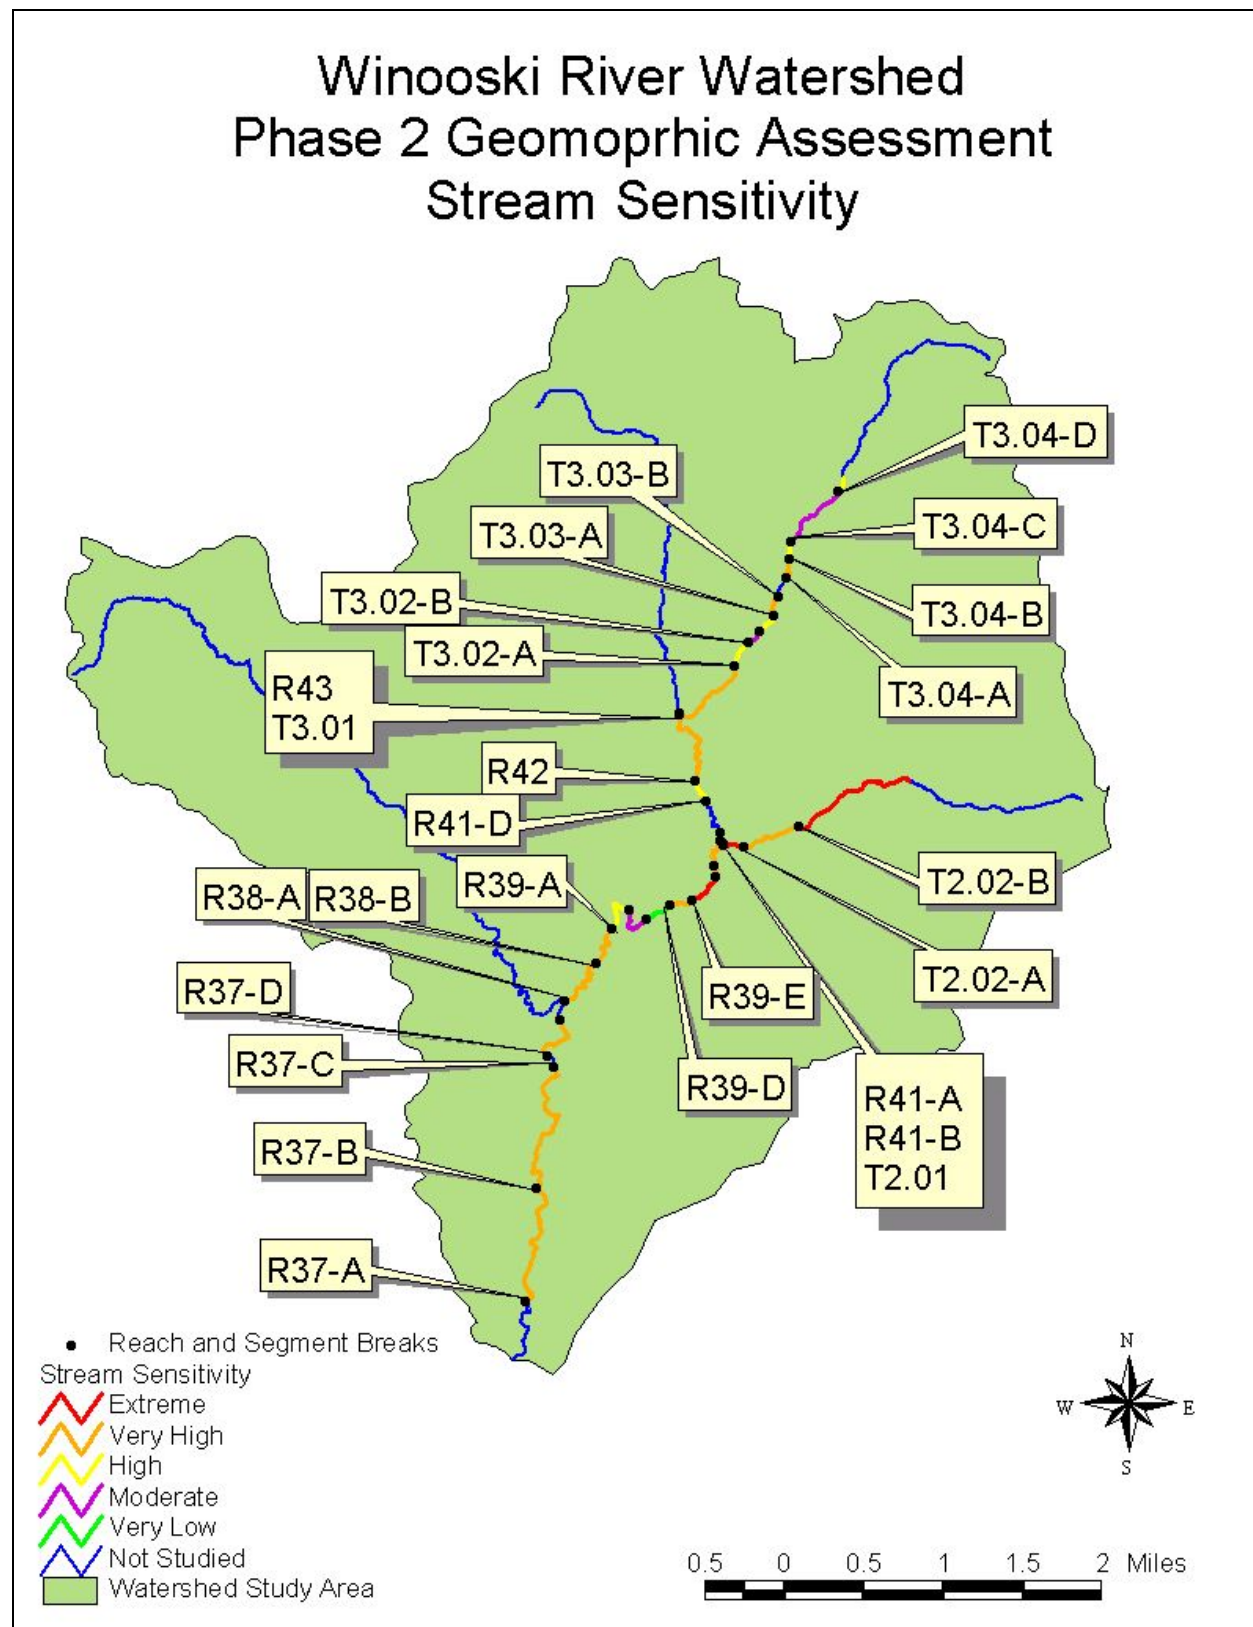 Winooski River Watershed
Phase 2 Geomoprhic Assessment
Stream Sensitivity
T3.04-D
T3.03-B
T3.04-C
T3.03-A
T3.02-B
T3.04-B
T3.02-A
T3.04-A
R43
T3.01
R42
R41-D
R39-A
T2.02-B
R38-A
R38-B
T2.02-A
R37-D
R39-E
R37-C
R39-D
R41-A
R41-B
T2.01
R37-B
R37-A
Reach and Segment Breaks
Stream Sensitivity
Extreme
Very High
High
Moderate
Very Low
Not Studied
Watershed Study Area
N
W E
S
0.5 0 0.5 1 1.5 2 Miles